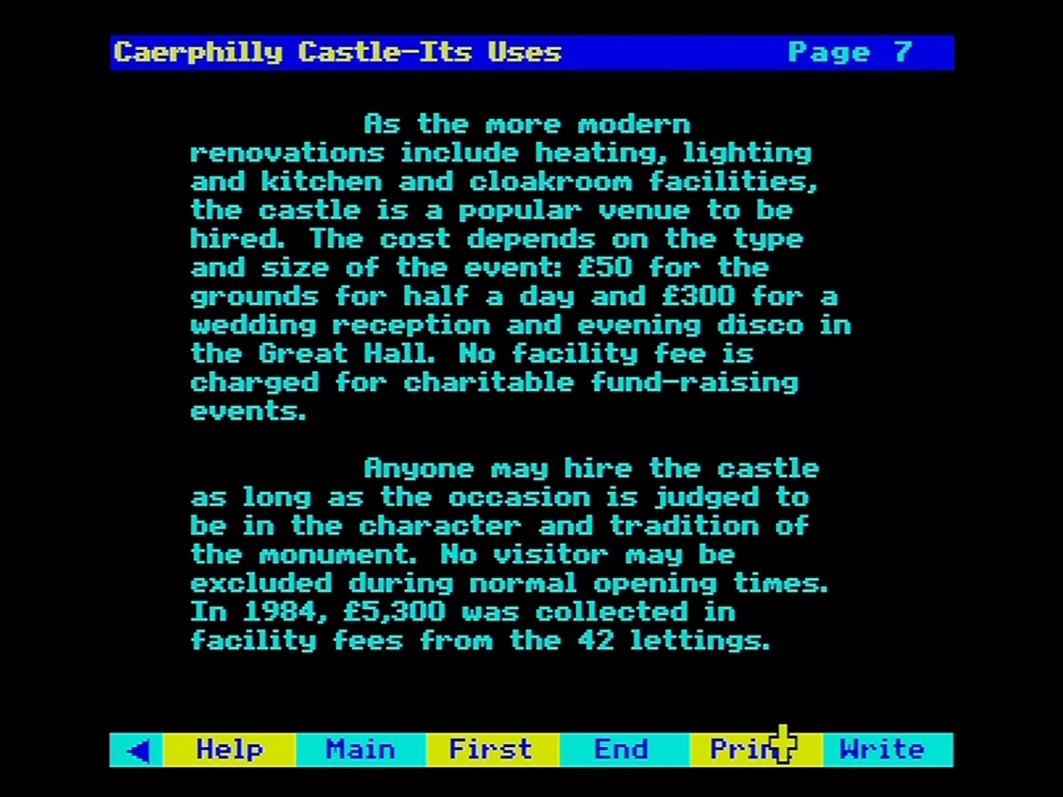 Caerphilly Castle-Its Uses Page 7
As the more modern
renovations include heating, lighting
and kitchen and cloakroom facilities,
the castle is a popular venue to be
hired. The cost depends on the type
and size of the event: £50 for the
grounds for half a day and £300 for a
wedding reception and evening disco in
the Great Hall. No facility fee is
charged for charitable fund-raising
events.
Anyone may hire the castle
as long as the occasion is judged to
be in the character and tradition of
the monument. No visitor may be
excluded during normal opening times.
In 1984, £5,300 was collected in
facility fees from the 42 lettings.
Help Main First End Print Write